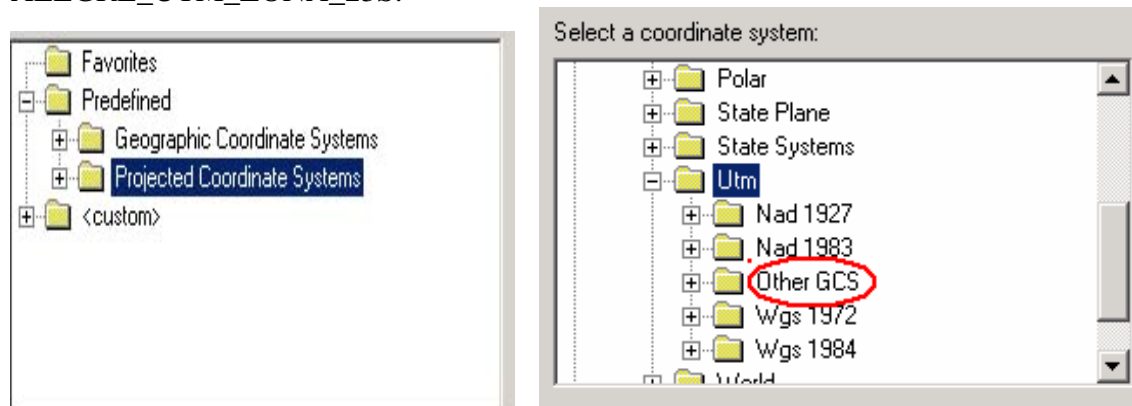 Favorites
Predefined
Geographic Coordinate Systems
Projected Coordinate Systems
<custom>
Select a coordinate system:
Polar
State Plane
State Systems
Utm
Nad 1927
Nad 1983
Other GCS
Wgs 1972
Wgs 1984
World